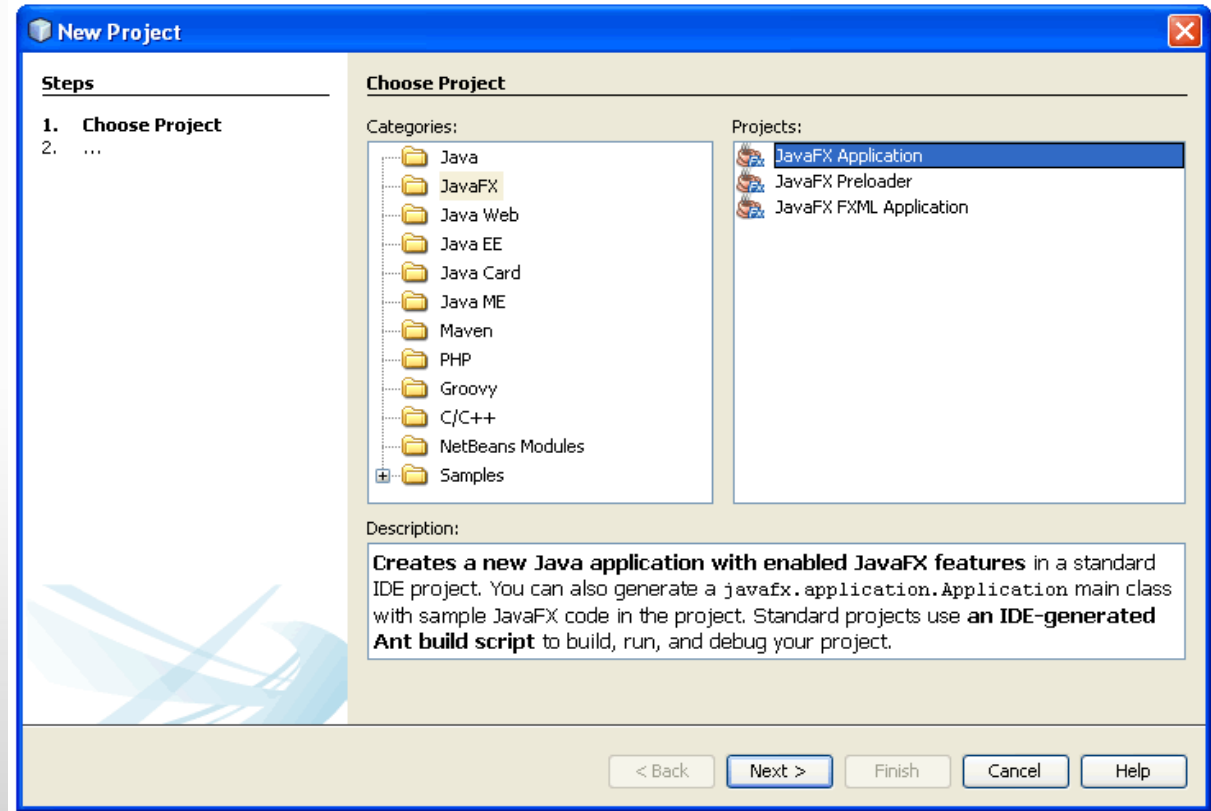 New Project
Steps
1. Choose Project
2. ...
Choose Project
Categories:
Java
JavaFX
Java Web
Java EE
Java Card
Java ME
Maven
PHP
Groovy
C/C++
NetBeans Modules
Samples
Projects:
JavaFX Application
JavaFX Preloader
JavaFX FXML Application
Description:
Creates a new Java application with enabled JavaFX features in a standard
IDE project. You can also generate a javafx.application.Application main class
with sample JavaFX code in the project. Standard projects use an IDE-generated
Ant build script to build, run, and debug your project.
< Back
Next >
Finish
Cancel
Help